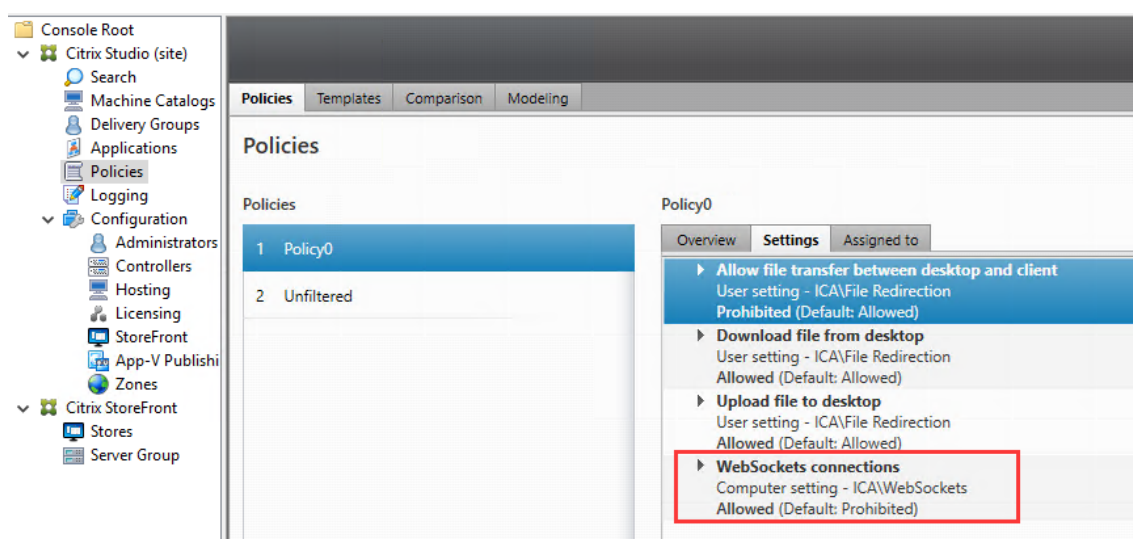 Console Root
Citrix Studio (site)
Search
Machine Catalogs
Delivery Groups
Applications
Policies
Logging
Configuration
Administrators
Controllers
Hosting
Licensing
StoreFront
App-V Publishi
Zones
Citrix StoreFront
Stores
Server Group
Policies Templates Comparison Modeling
Policies
Policies
1 Policy0
2 Unfiltered
Policy0
Overview Settings Assigned to
Allow file transfer between desktop and client
User setting - ICA\File Redirection
Prohibited (Default: Allowed)
Download file from desktop
User setting - ICA\File Redirection
Allowed (Default: Allowed)
Upload file to desktop
User setting - ICA\File Redirection
Allowed (Default: Allowed)
WebSockets connections
Computer setting - ICA\WebSockets
Allowed (Default: Prohibited)